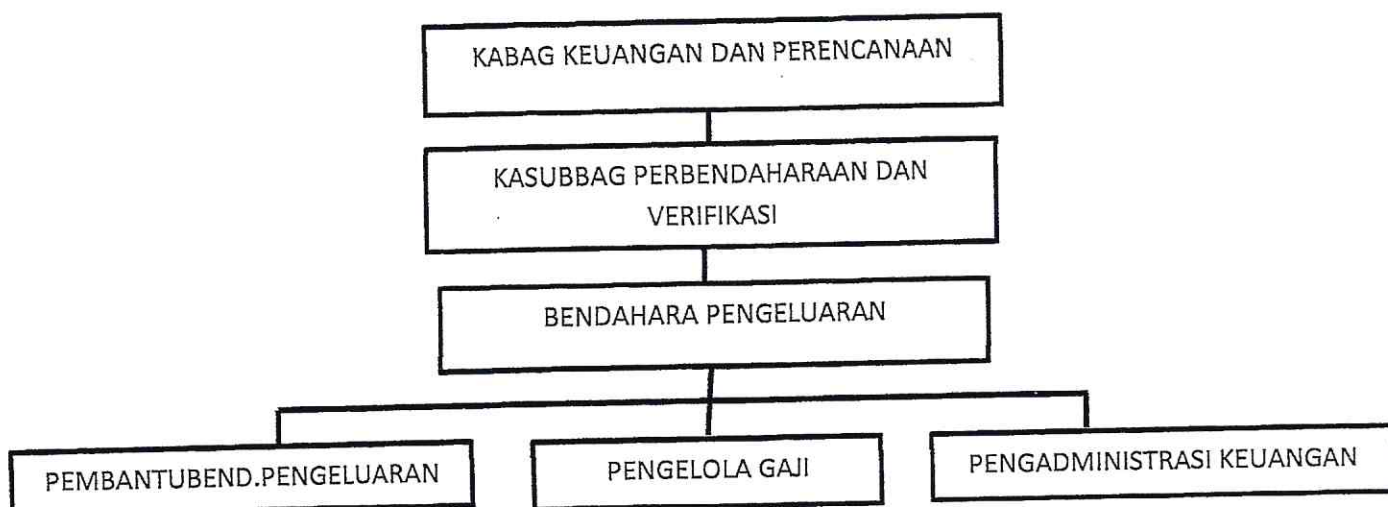 KABAG KEUANGAN DAN PERENCANAAN
KASUBBAG PERBENDAHARAAN DAN
VERIFIKASI
BENDAHARA PENGELUARAN
PEMBANTUBEND.PENGELUARAN
PENGELOLA GAJI
PENGADMINISTRASI KEUANGAN